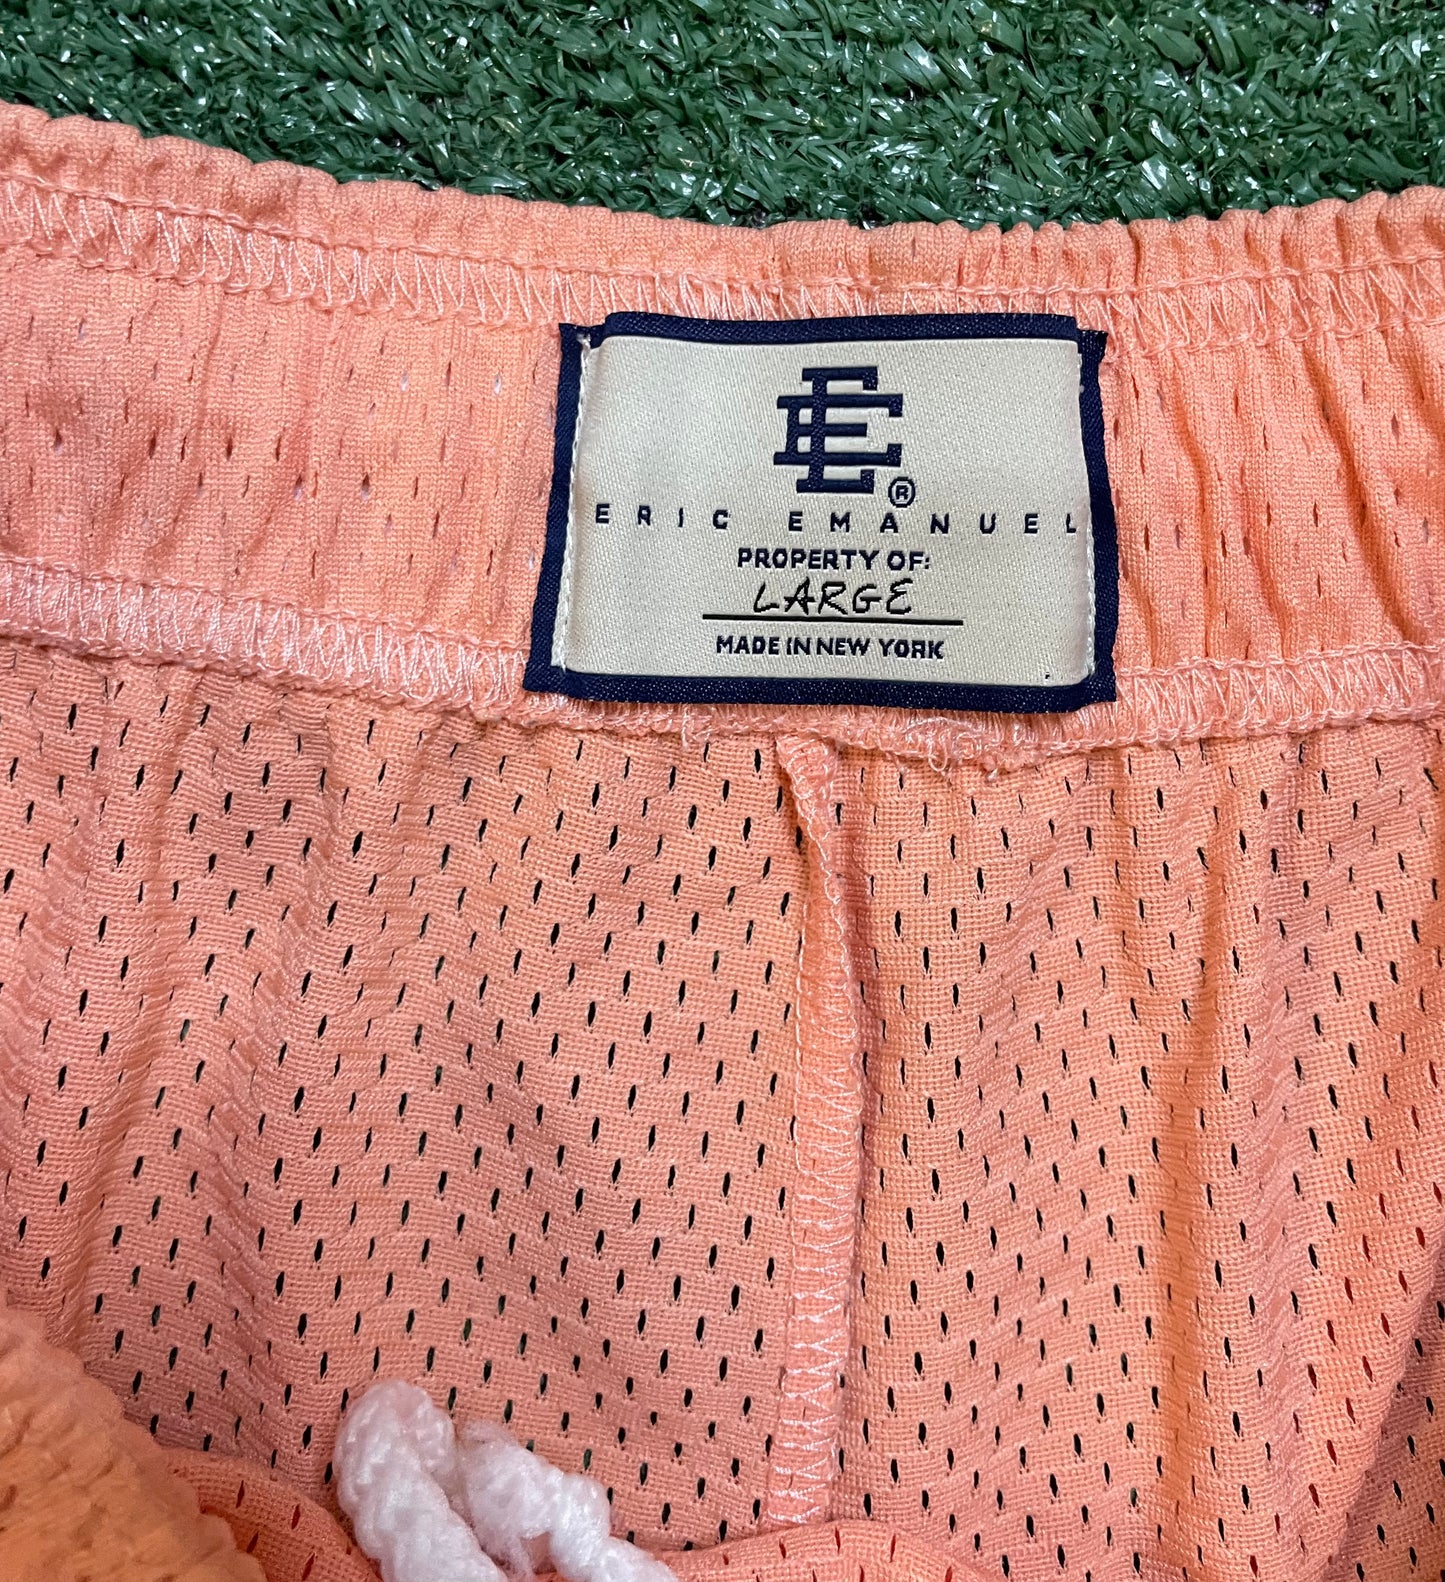 EE®
ERIC EMANUEL
PROPERTY OF:
LARGE
MADE IN NEW YORK